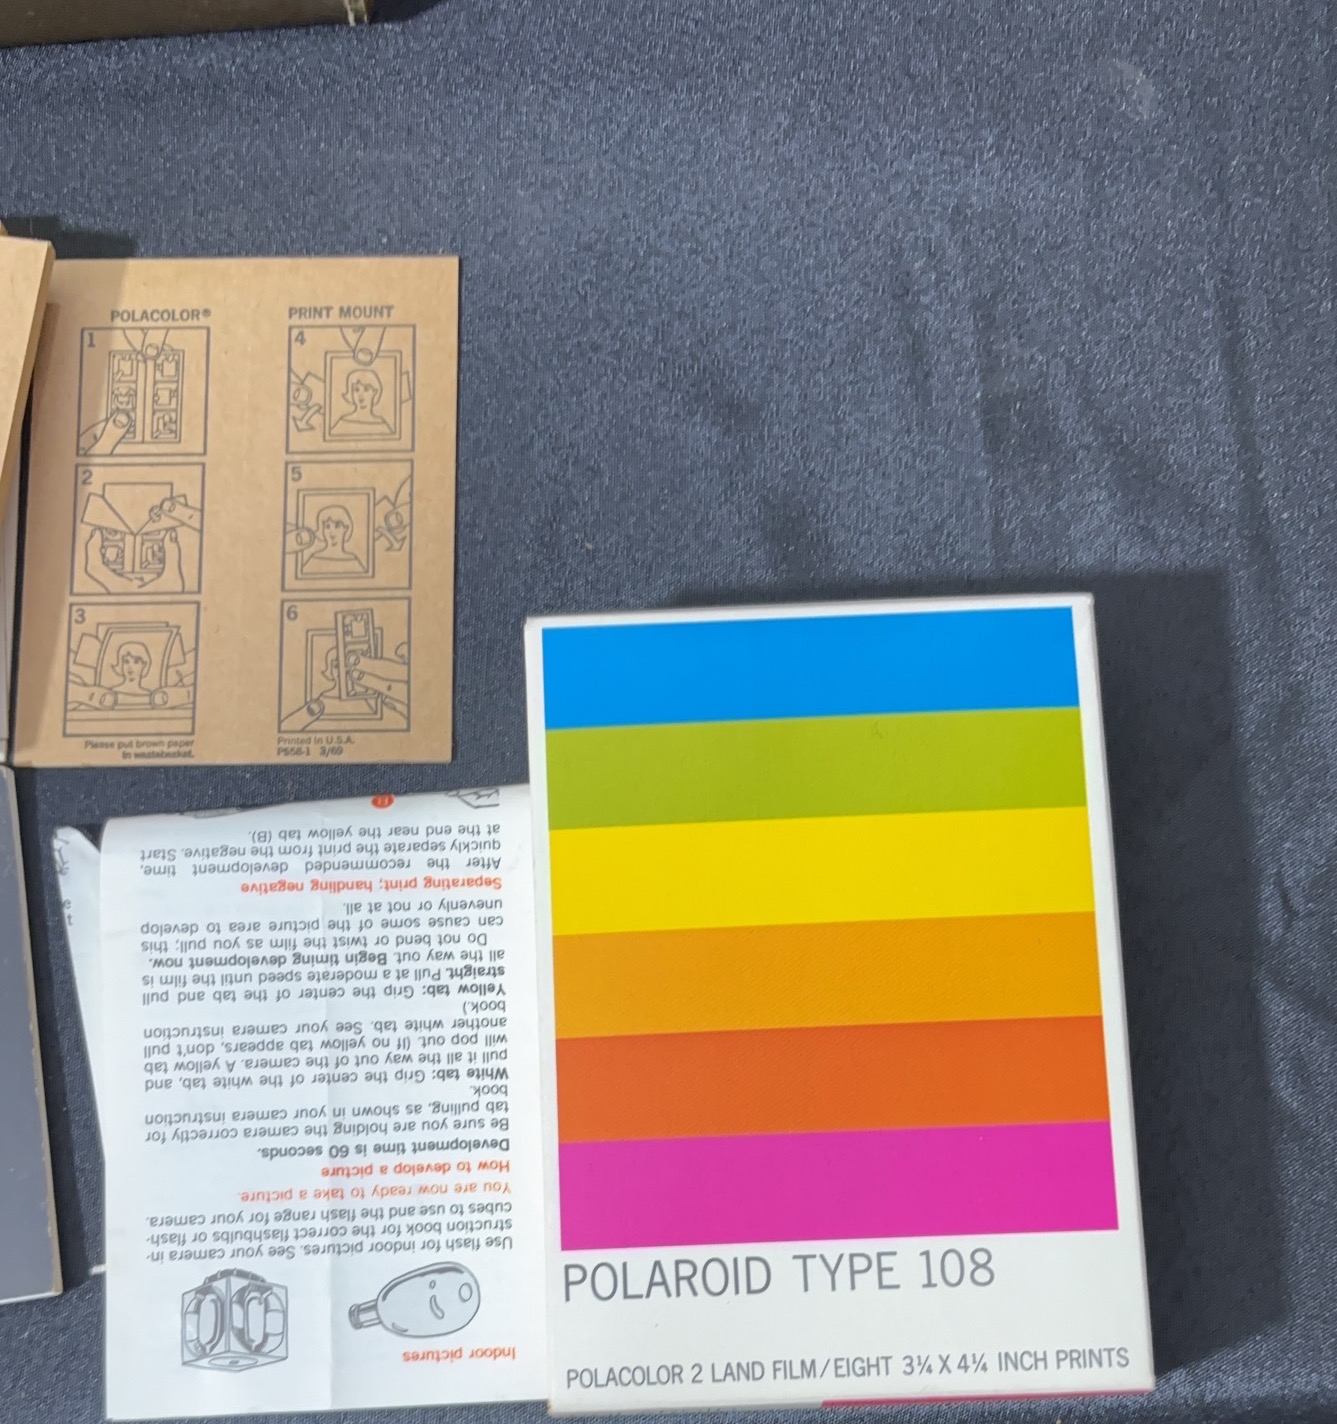 POLACOLOR®
PRINT MOUNT
1
2
3
Please put brown paper
in wastebasket.
4
5
6
Printed in U.S.A.
P558-1 3/69
Indoor pictures
Use flash for indoor pictures. See your camera in-
struction book for the correct flashbulbs or flash-
cubes to use and the flash range for your camera.
You are now ready to take a picture.
How to develop a picture
Development time is 60 seconds.
Be sure you are holding the camera correctly for
tab pulling, as shown in your camera instruction
book.
White tab: Grip the center of the white tab, and
pull it all the way out of the camera. A yellow tab
will pop out. (If no yellow tab appears, don't pull
another white tab. See your camera instruction
book.)
Yellow tab: Grip the center of the tab and pull
straight. Pull at a moderate speed until the film is
all the way out. Begin timing development now.
Do not bend or twist the film as you pull; this
can cause some of the picture area to develop
unevenly or not at all.
Separating print; handling negative
After the recommended development time,
quickly separate the print from the negative. Start
at the end near the yellow tab (B).
POLAROID TYPE 108
POLACOLOR 2 LAND FILM/EIGHT 3¼ X 4¼ INCH PRINTS